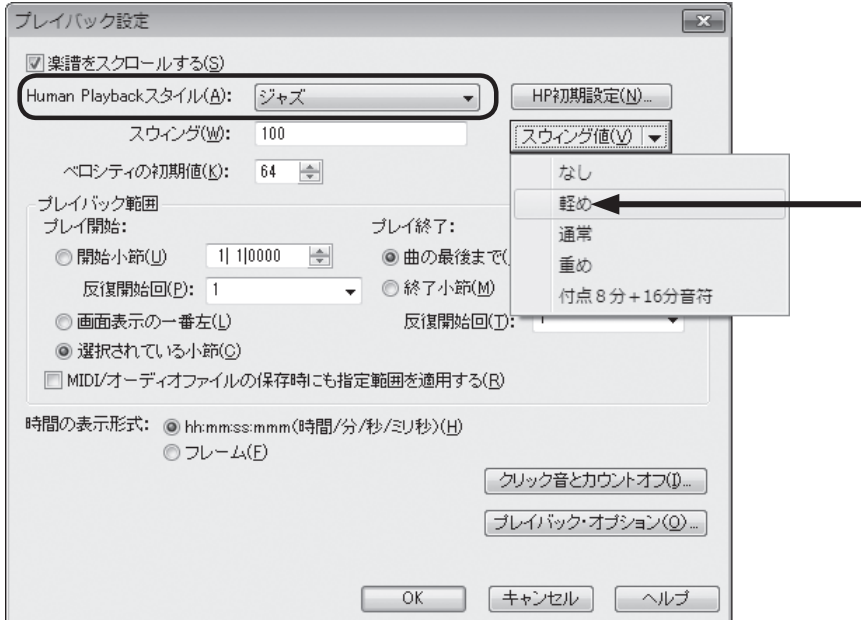 プレイバック設定
楽譜をスクロールする(S)
Human Playbackスタイル(A): ジャズ HP初期設定(N)...
スウィング(W): 100 スウィング値(V)
ベロシティの初期値(K): 64
なし
軽め
通常
重め
付点8分+16分音符
プレイバック範囲
プレイ開始: プレイ終了:
開始小節(U) 1| 1|0000 曲の最後まで(
反復開始回(P): 1 終了小節(M)
画面表示の一番左(L) 反復開始回(T): 1
選択されている小節(C)
MIDI/オーディオファイルの保存時にも指定範囲を適用する(R)
時間の表示形式: hh:mm:ss:mmm(時間/分/秒/ミリ秒)(H)
フレーム(F)
クリック音とカウントオフ(I)...
プレイバック・オプション(O)...
OK キャンセル ヘルプ